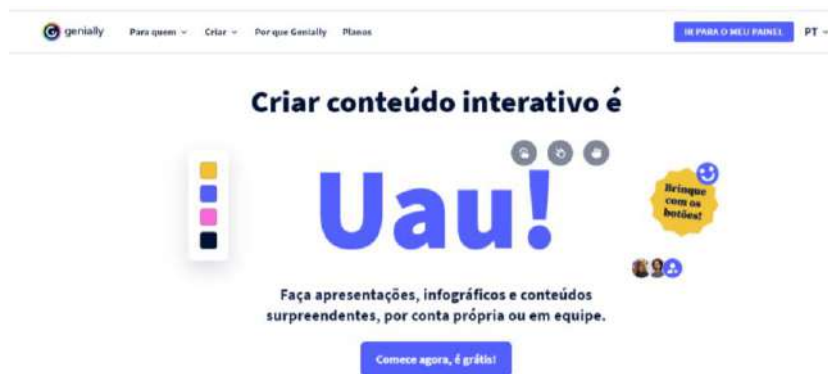 genially
Para quem
Criar
Por que Genially
Planos
IR PARA O MEU PAINEL
PT
Criar conteúdo interativo é
Uau!
Brinque
com os
botões!
Faça apresentações, infográficos e conteúdos
surpreendentes, por conta própria ou em equipe.
Comece agora, é grátis!